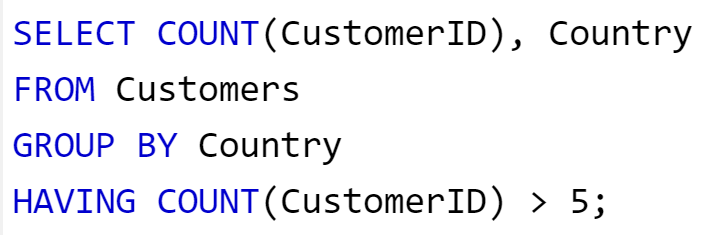 SELECT COUNT(CustomerID), Country
FROM Customers
GROUP BY Country
HAVING COUNT(CustomerID) > 5;